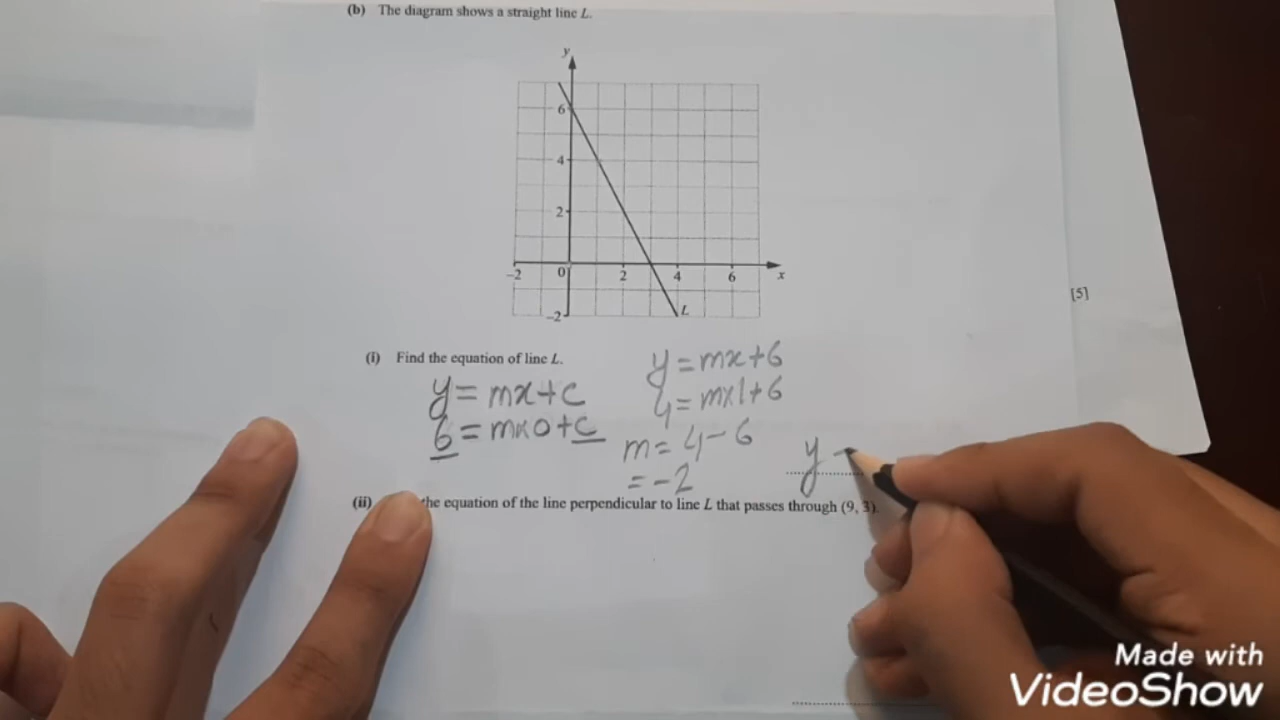 (b) The diagram shows a straight line L.
y
6
4
2
-2 0 2 4 6 x
-2 L
[5]
(i) Find the equation of line L.
y = mx + c
6 = m×0 + c
y = mx + 6
4 = m×1 + 6
m = 4 - 6
= -2
y
(ii) the equation of the line perpendicular to line L that passes through (9, 3).
Made with
VideoShow